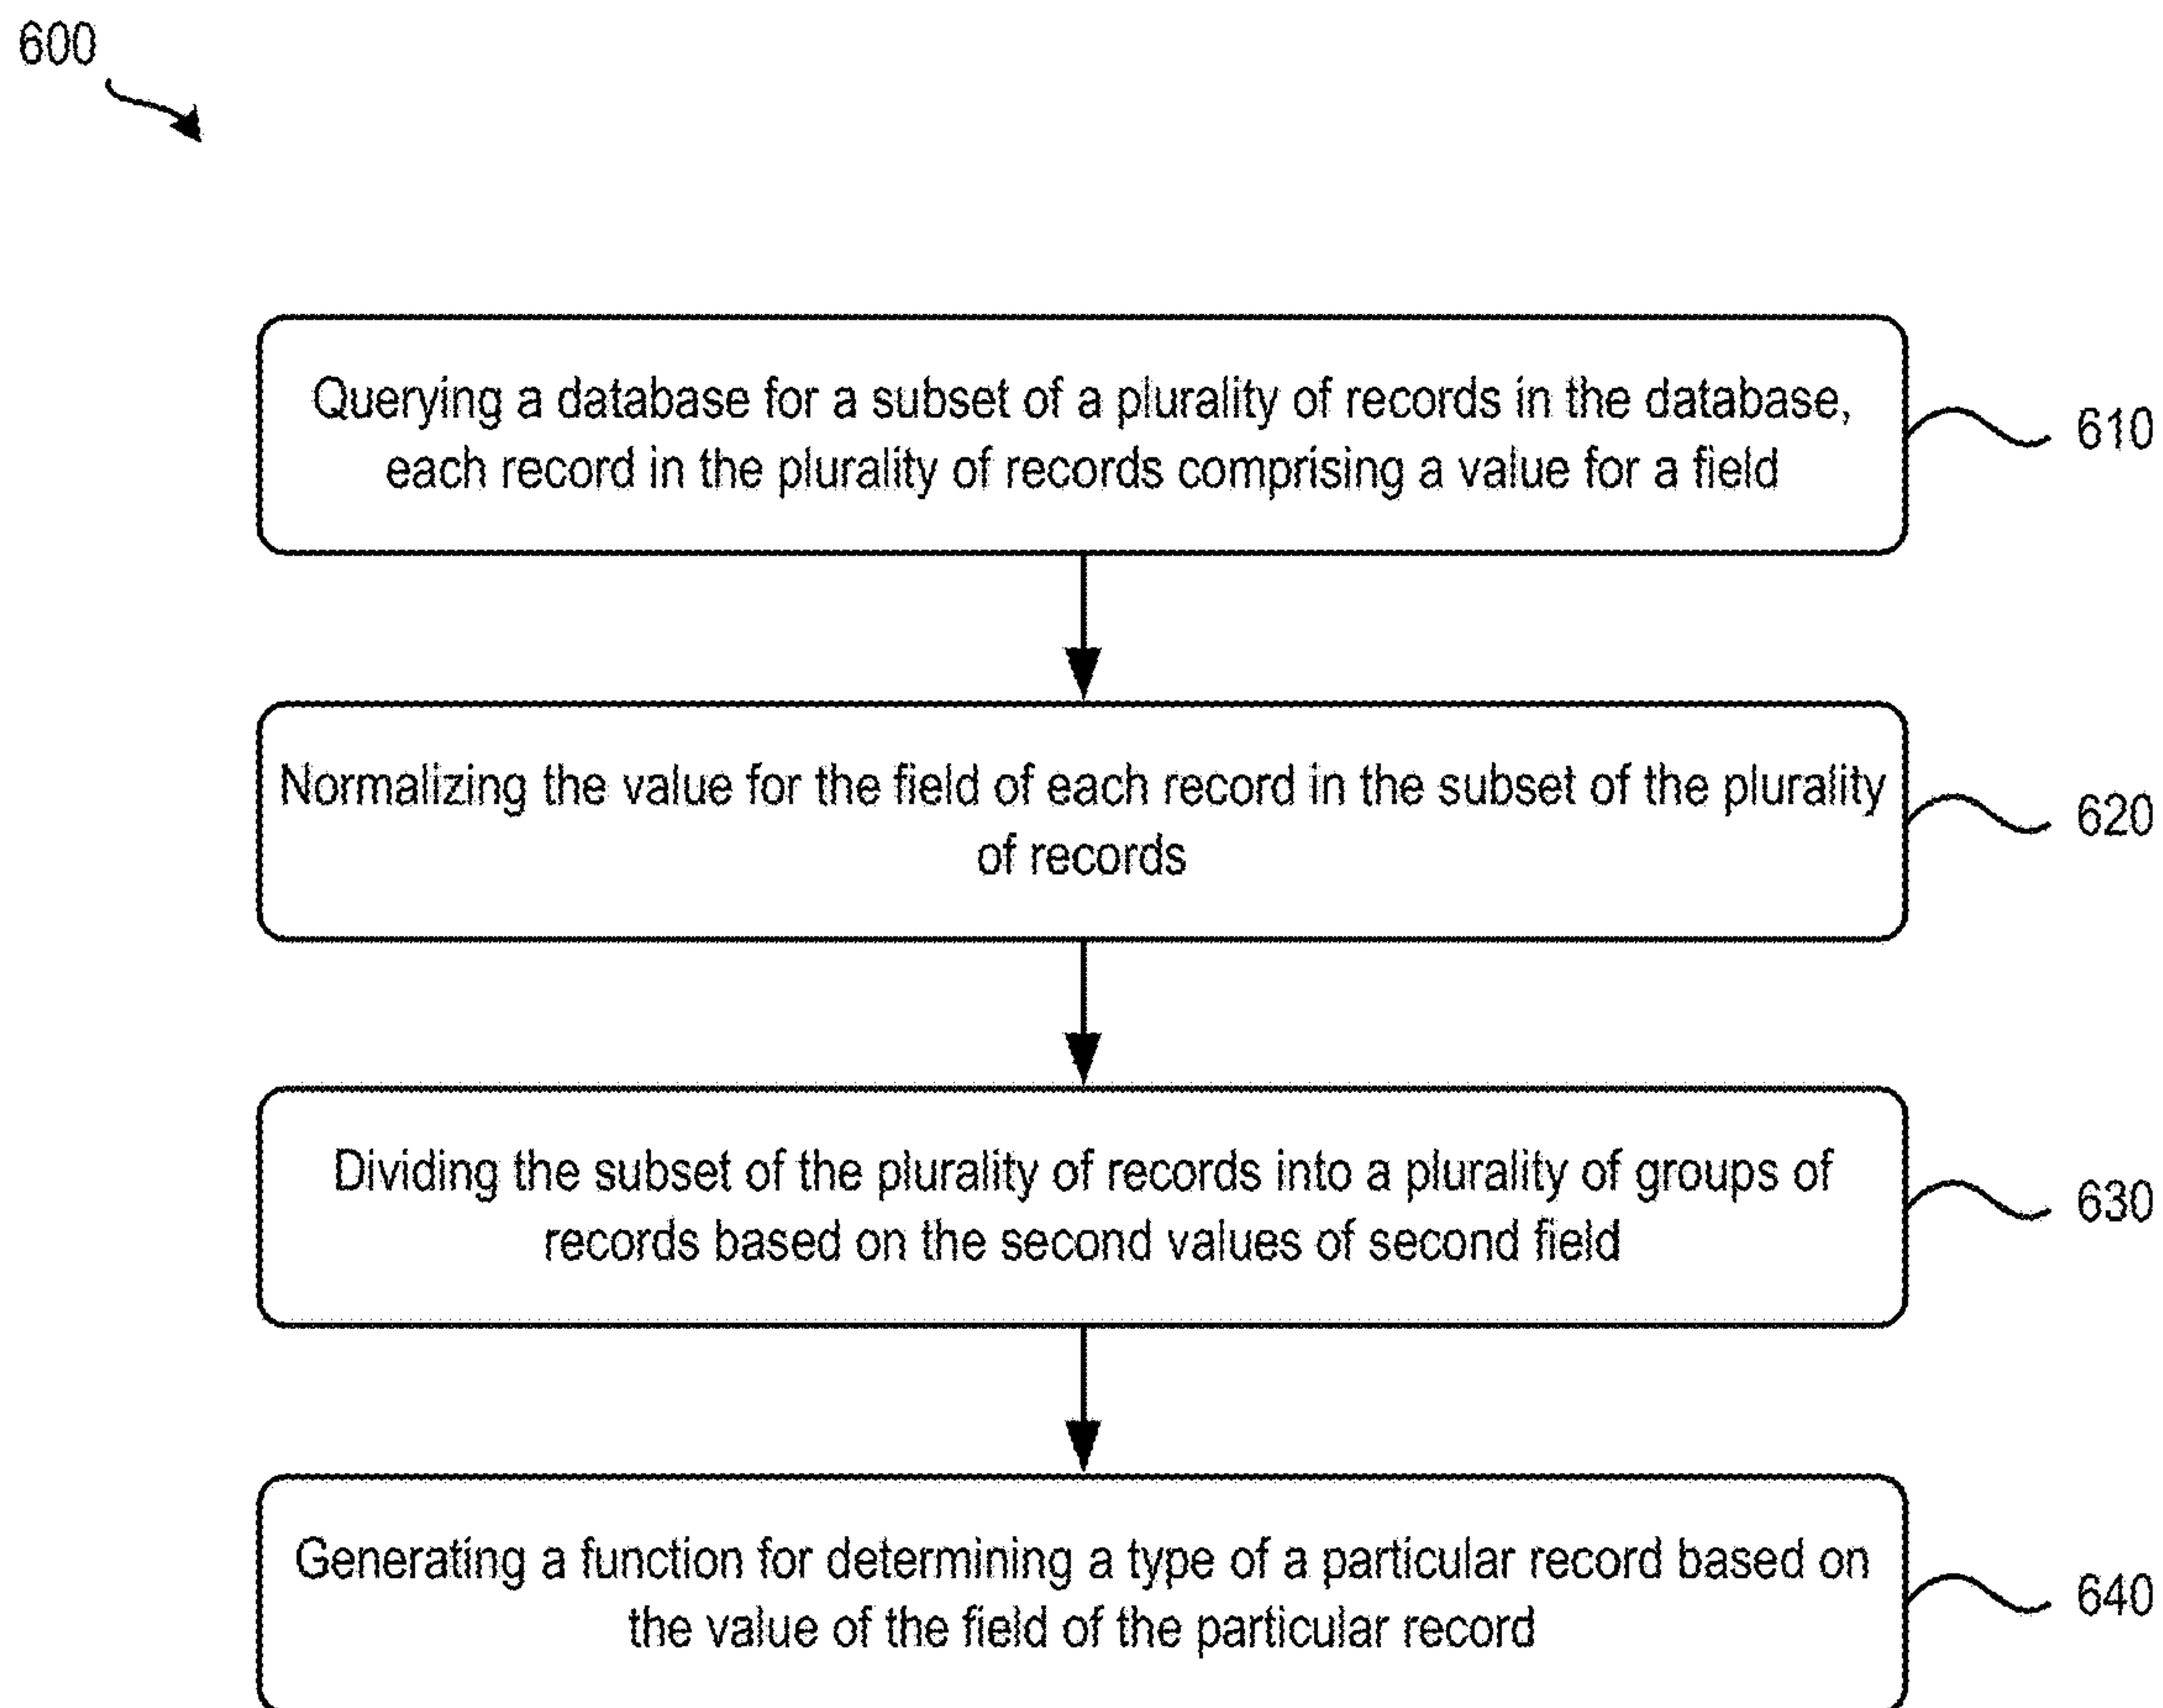 600
Querying a database for a subset of a plurality of records in the database,
each record in the plurality of records comprising a value for a field
610
Normalizing the value for the field of each record in the subset of the plurality
of records
620
Dividing the subset of the plurality of records into a plurality of groups of
records based on the second values of second field
630
Generating a function for determining a type of a particular record based on
the value of the field of the particular record
640